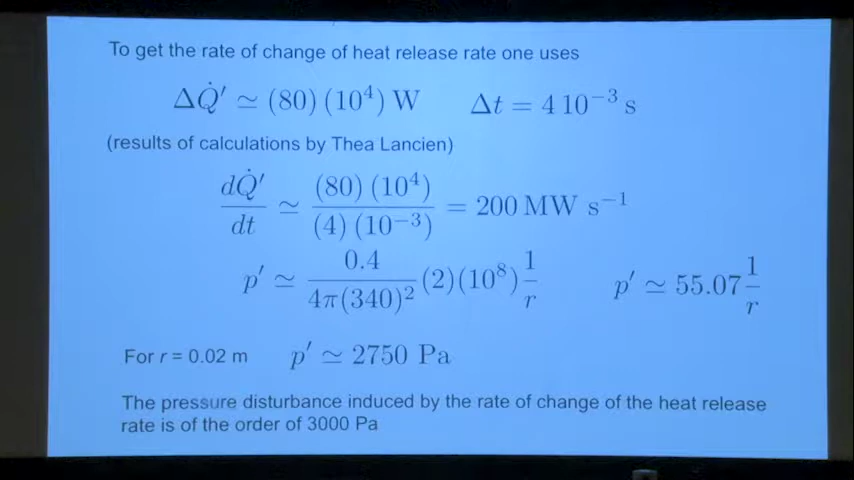 To get the rate of change of heat release rate one uses
ΔQ̇′ ≃ (80) (10⁴) W    Δt = 4 10⁻³ s
(results of calculations by Thea Lancien)
dQ̇′/dt ≃ (80) (10⁴)/(4) (10⁻³) = 200 MW s⁻¹
p′ ≃ 0.4/4π(340)² (2)(10⁸) 1/r    p′ ≃ 55.07 1/r
For r = 0.02 m    p′ ≃ 2750 Pa
The pressure disturbance induced by the rate of change of the heat release
rate is of the order of 3000 Pa